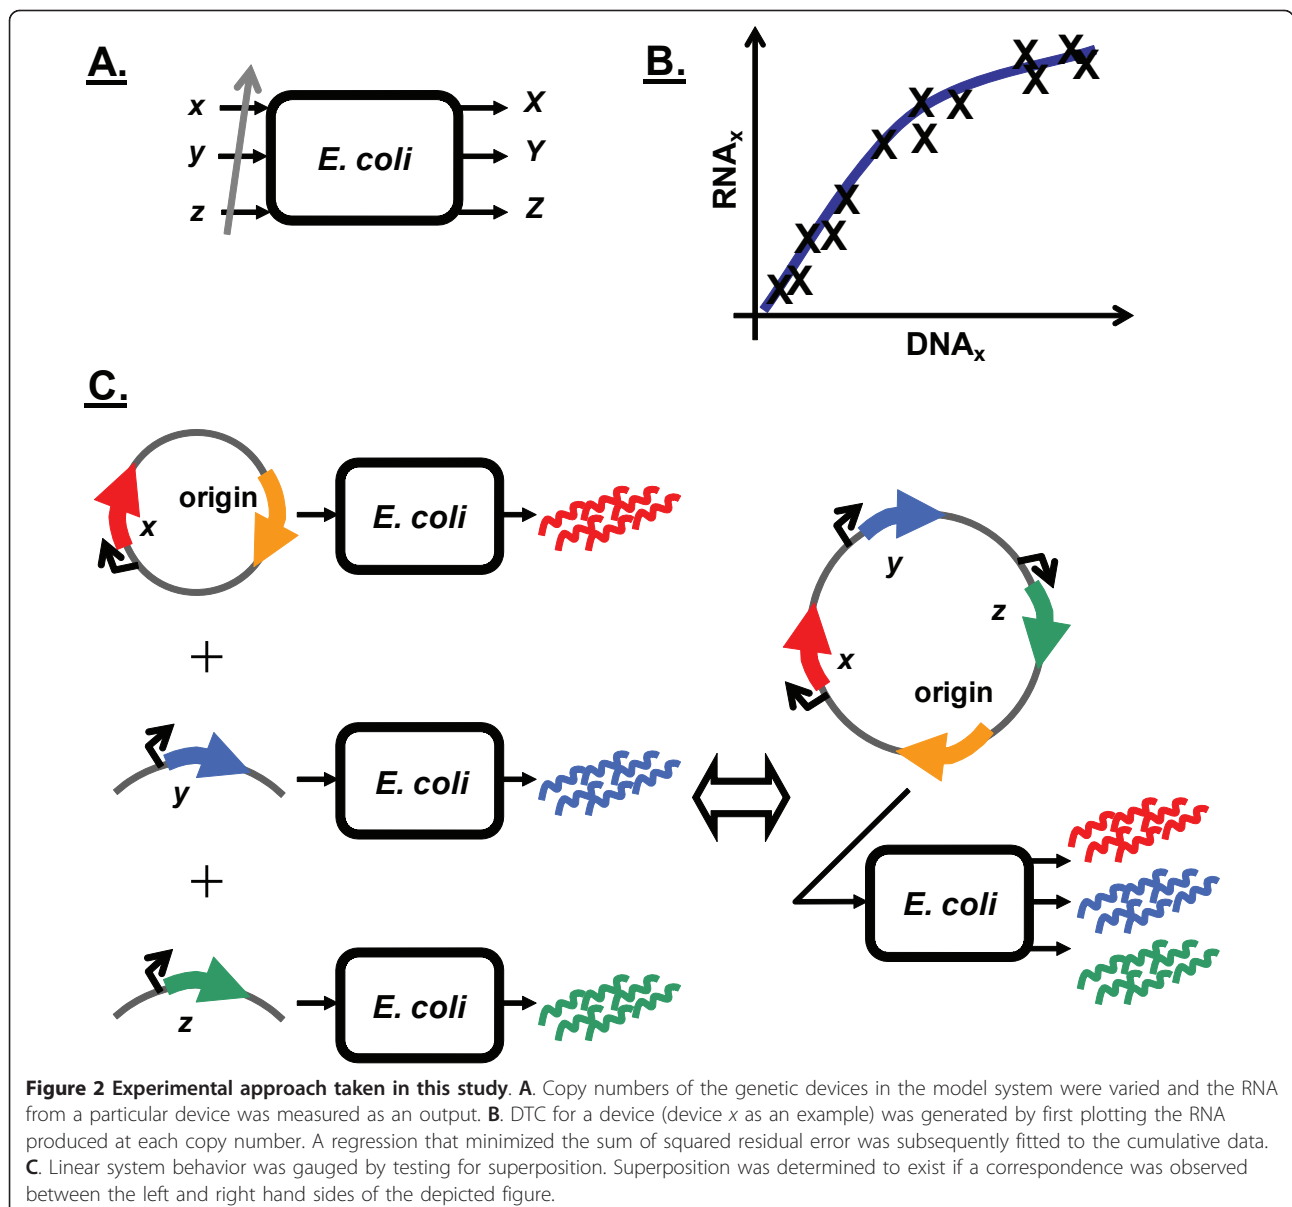 A.
x
y
z
E. coli
X
Y
Z
B.
RNAx
X X X X X X X X X X X X X X
DNAx
C.
origin
x
E. coli
+
y
E. coli
+
z
E. coli
y
z
x
origin
E. coli
Figure 2 Experimental approach taken in this study. A. Copy numbers of the genetic devices in the model system were varied and the RNA
from a particular device was measured as an output. B. DTC for a device (device x as an example) was generated by first plotting the RNA
produced at each copy number. A regression that minimized the sum of squared residual error was subsequently fitted to the cumulative data.
C. Linear system behavior was gauged by testing for superposition. Superposition was determined to exist if a correspondence was observed
between the left and right hand sides of the depicted figure.